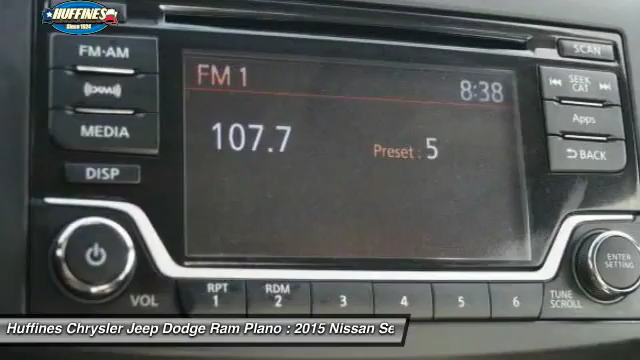 HUFFINES
Since 1924
FM·AM
SCAN
FM 1
8:38
SEEK
CAT
107.7
Preset : 5
MEDIA
Apps
BACK
DISP
ENTER
SETTING
VOL
RPT
1
RDM
2
3
4
5
6
TUNE
SCROLL
Huffines Chrysler Jeep Dodge Ram Plano : 2015 Nissan Se